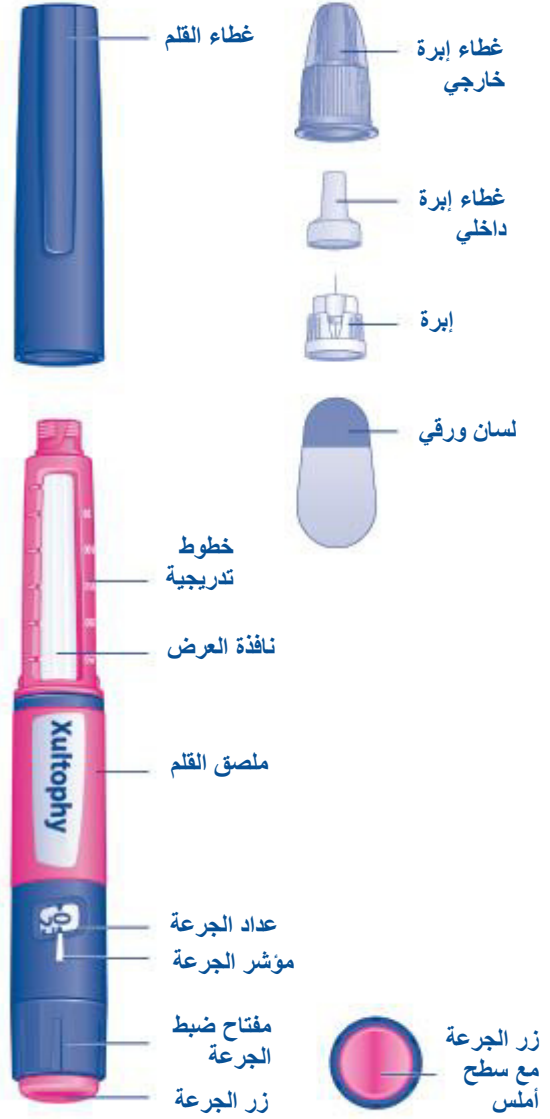 غطاء القلم
غطاء إبرة
خارجي
غطاء إبرة
داخلي
إبرة
لسان ورقي
خطوط
تدريجية
نافذة العرض
Xultophy
ملصق القلم
عداد الجرعة
مؤشر الجرعة
مفتاح ضبط
الجرعة
زر الجرعة
زر الجرعة
مع سطح
أملس